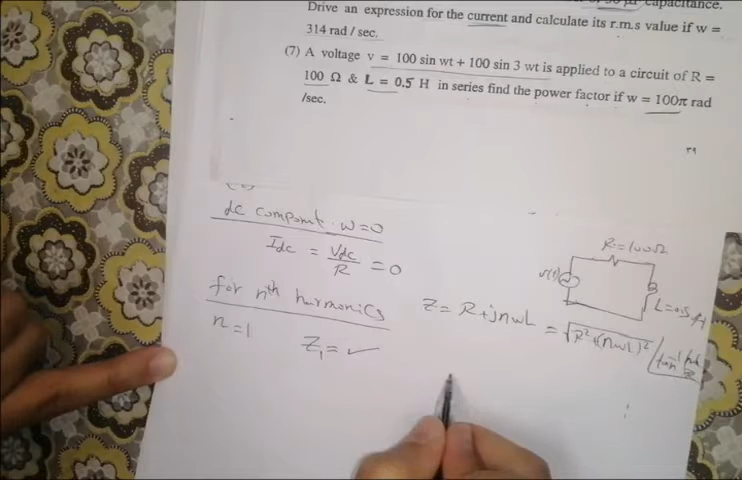 capacitance.
Drive an expression for the current and calculate its r.m.s value if w =
314 rad / sec.
(7) A voltage v = 100 sin wt + 100 sin 3 wt is applied to a circuit of R =
100 Ω & L = 0.5 H in series find the power factor if w = 100π rad
/sec.
٣٩
dc component w=0
Idc = Vdc/R = 0
for nth harmonics
n=1 Z1 = ✓
Z = R+jnwL = √R²+(nwL)²
R=100Ω
v(t)